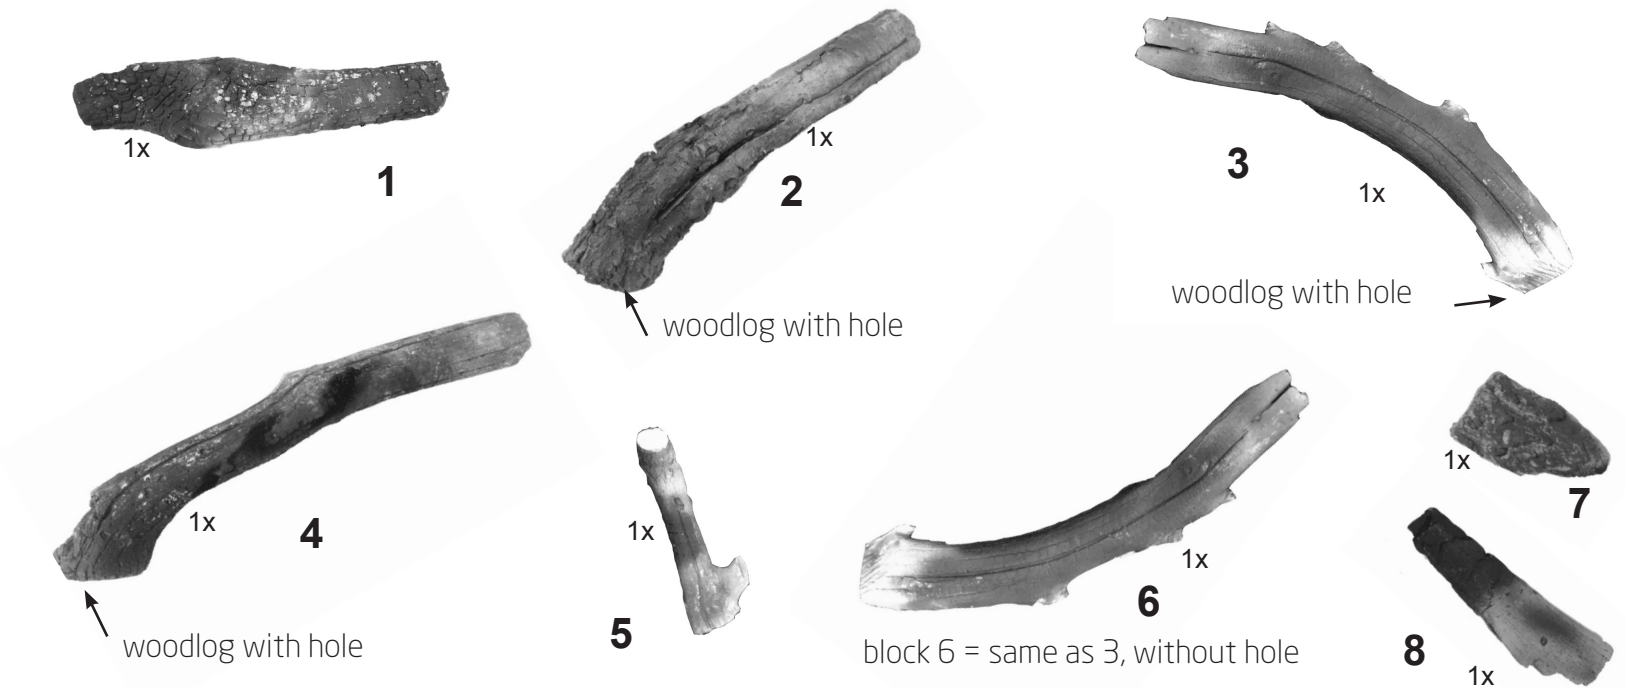 1x
1
1x
2
woodlog with hole
3
1x
woodlog with hole
1x
4
woodlog with hole
1x
5
1x
6
block 6 = same as 3, without hole
1x
7
8
1x